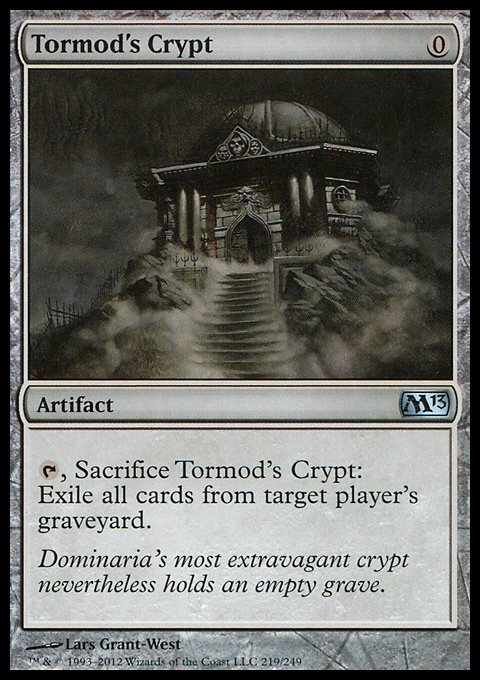 Tormod's Crypt 0
Artifact M13
, Sacrifice Tormod's Crypt:
Exile all cards from target player's
graveyard.
Dominaria's most extravagant crypt
nevertheless holds an empty grave.
Lars Grant-West
™ & © 1993–2012 Wizards of the Coast LLC 219/249